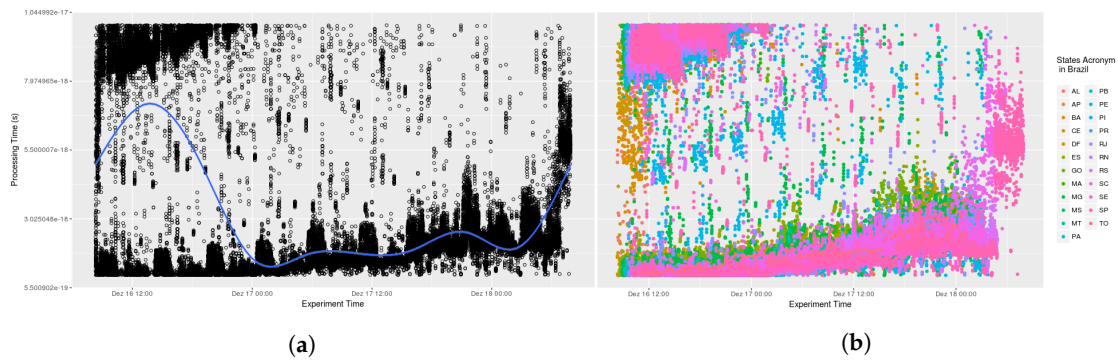 1.044992e-17
7.974965e-18
5.500007e-18
3.025048e-18
5.500902e-19
Processing Time (s)
Dez 16 12:00
Dez 17 00:00
Dez 17 12:00
Dez 18 00:00
Experiment Time
(a)
Dez 16 12:00
Dez 17 00:00
Dez 17 12:00
Dez 18 00:00
Experiment Time
(b)
States Acronym
in Brazil
AL PB
AP PE
BA PI
CE PR
DF RJ
ES RN
GO RS
MA SC
MG SE
MS SP
MT TO
PA